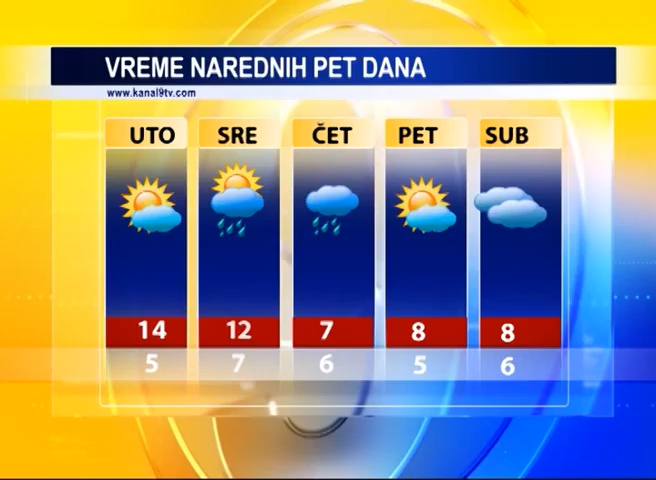 VREME NAREDNIH PET DANA
www.kanal9tv.com
UTO SRE ČET PET SUB
14 12 7 8 8
5 7 6 5 6